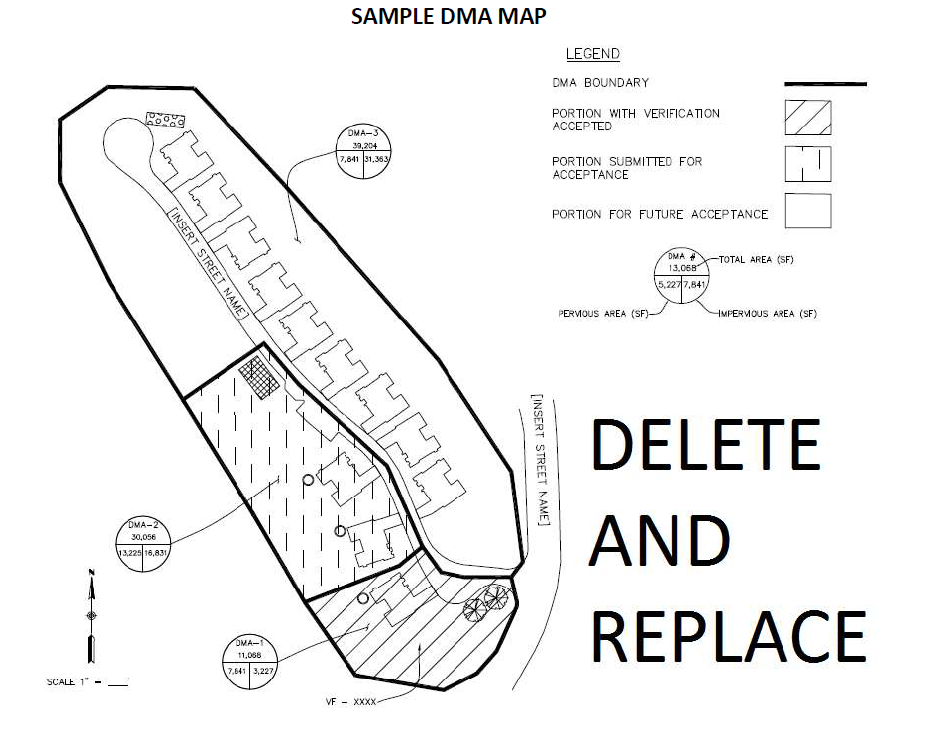 SAMPLE DMA MAP
LEGEND
DMA BOUNDARY
PORTION WITH VERIFICATION
ACCEPTED
PORTION SUBMITTED FOR
ACCEPTANCE
PORTION FOR FUTURE ACCEPTANCE
DMA #
13,068
5,227 7,841
TOTAL AREA (SF)
PERVIOUS AREA (SF)
IMPERVIOUS AREA (SF)
DMA-3
39,204
7,841 31,363
[INSERT STREET NAME]
[INSERT STREET NAME]
DELETE
AND
REPLACE
DMA-2
30,056
13,225 16,831
N
DMA-1
11,068
7,841 3,227
SCALE 1" = ____
VF - XXXX